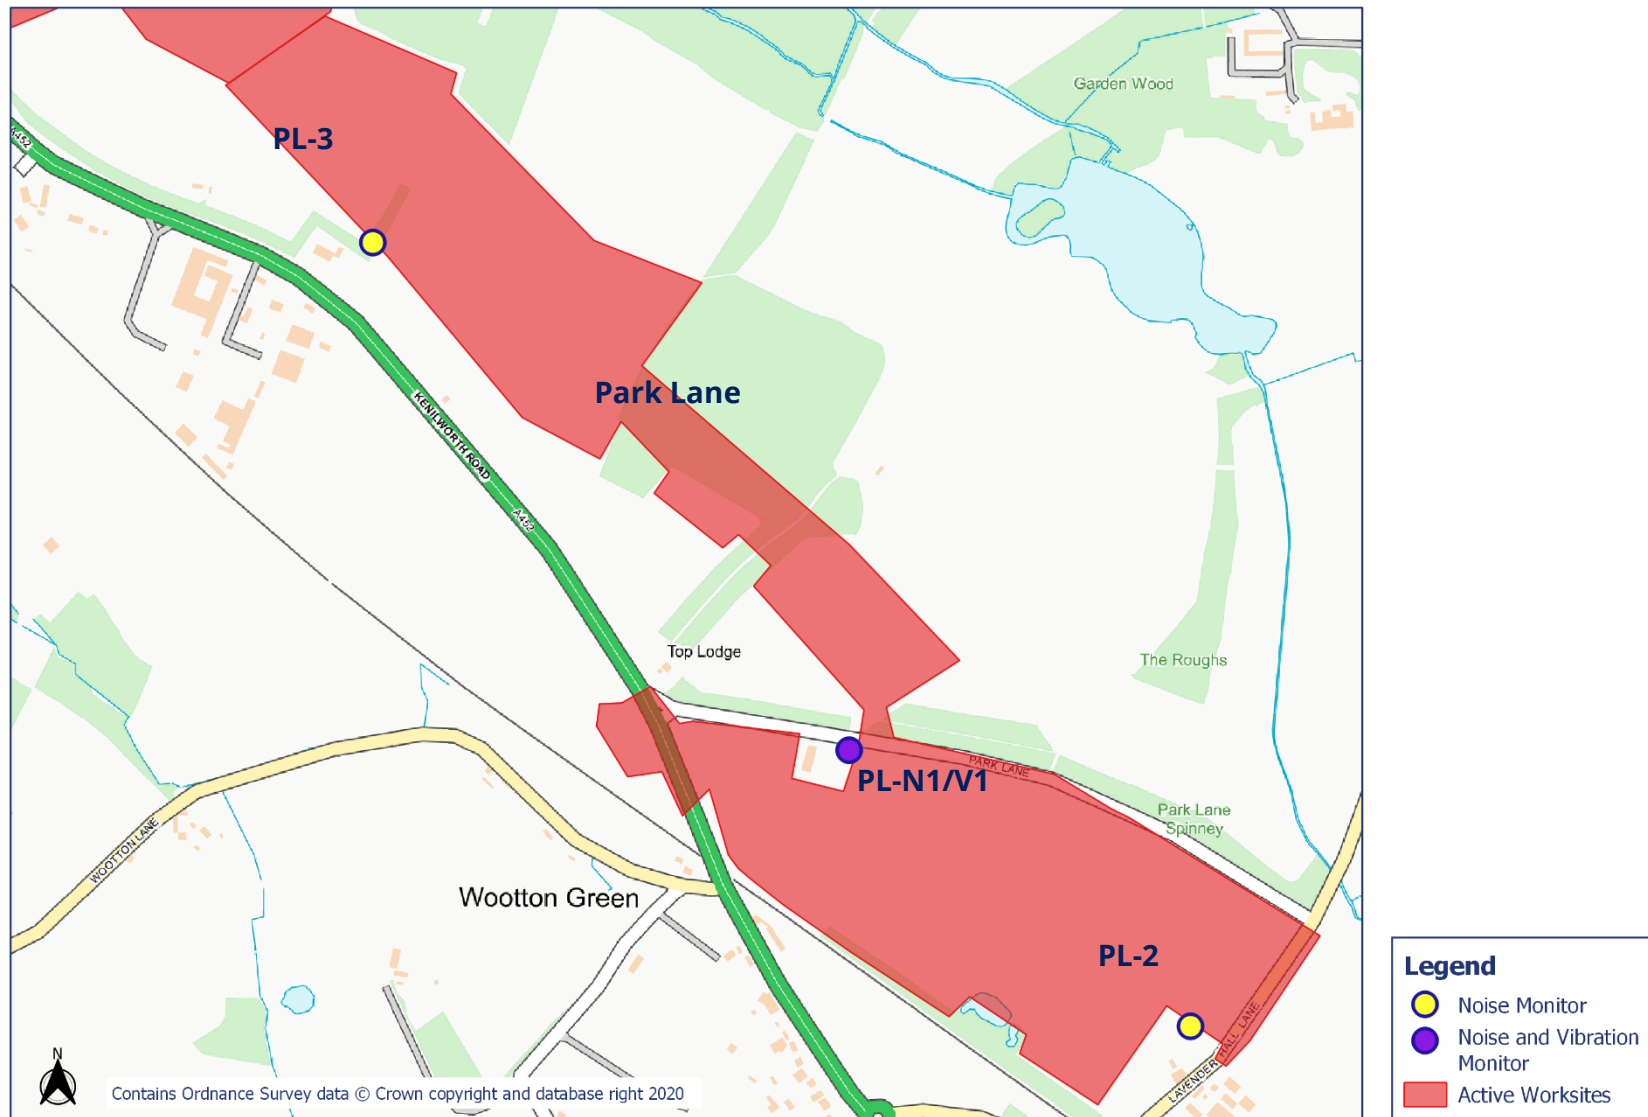 Garden Wood
A452
PL-3
Park Lane
KENILWORTH ROAD
A452
Top Lodge
The Roughs
PARK LANE
PL-N1/V1
Park Lane
Spinney
WOOTTON LANE
Wootton Green
PL-2
LAVENDER HALL LANE
N
Contains Ordnance Survey data © Crown copyright and database right 2020
Legend
Noise Monitor
Noise and Vibration
Monitor
Active Worksites